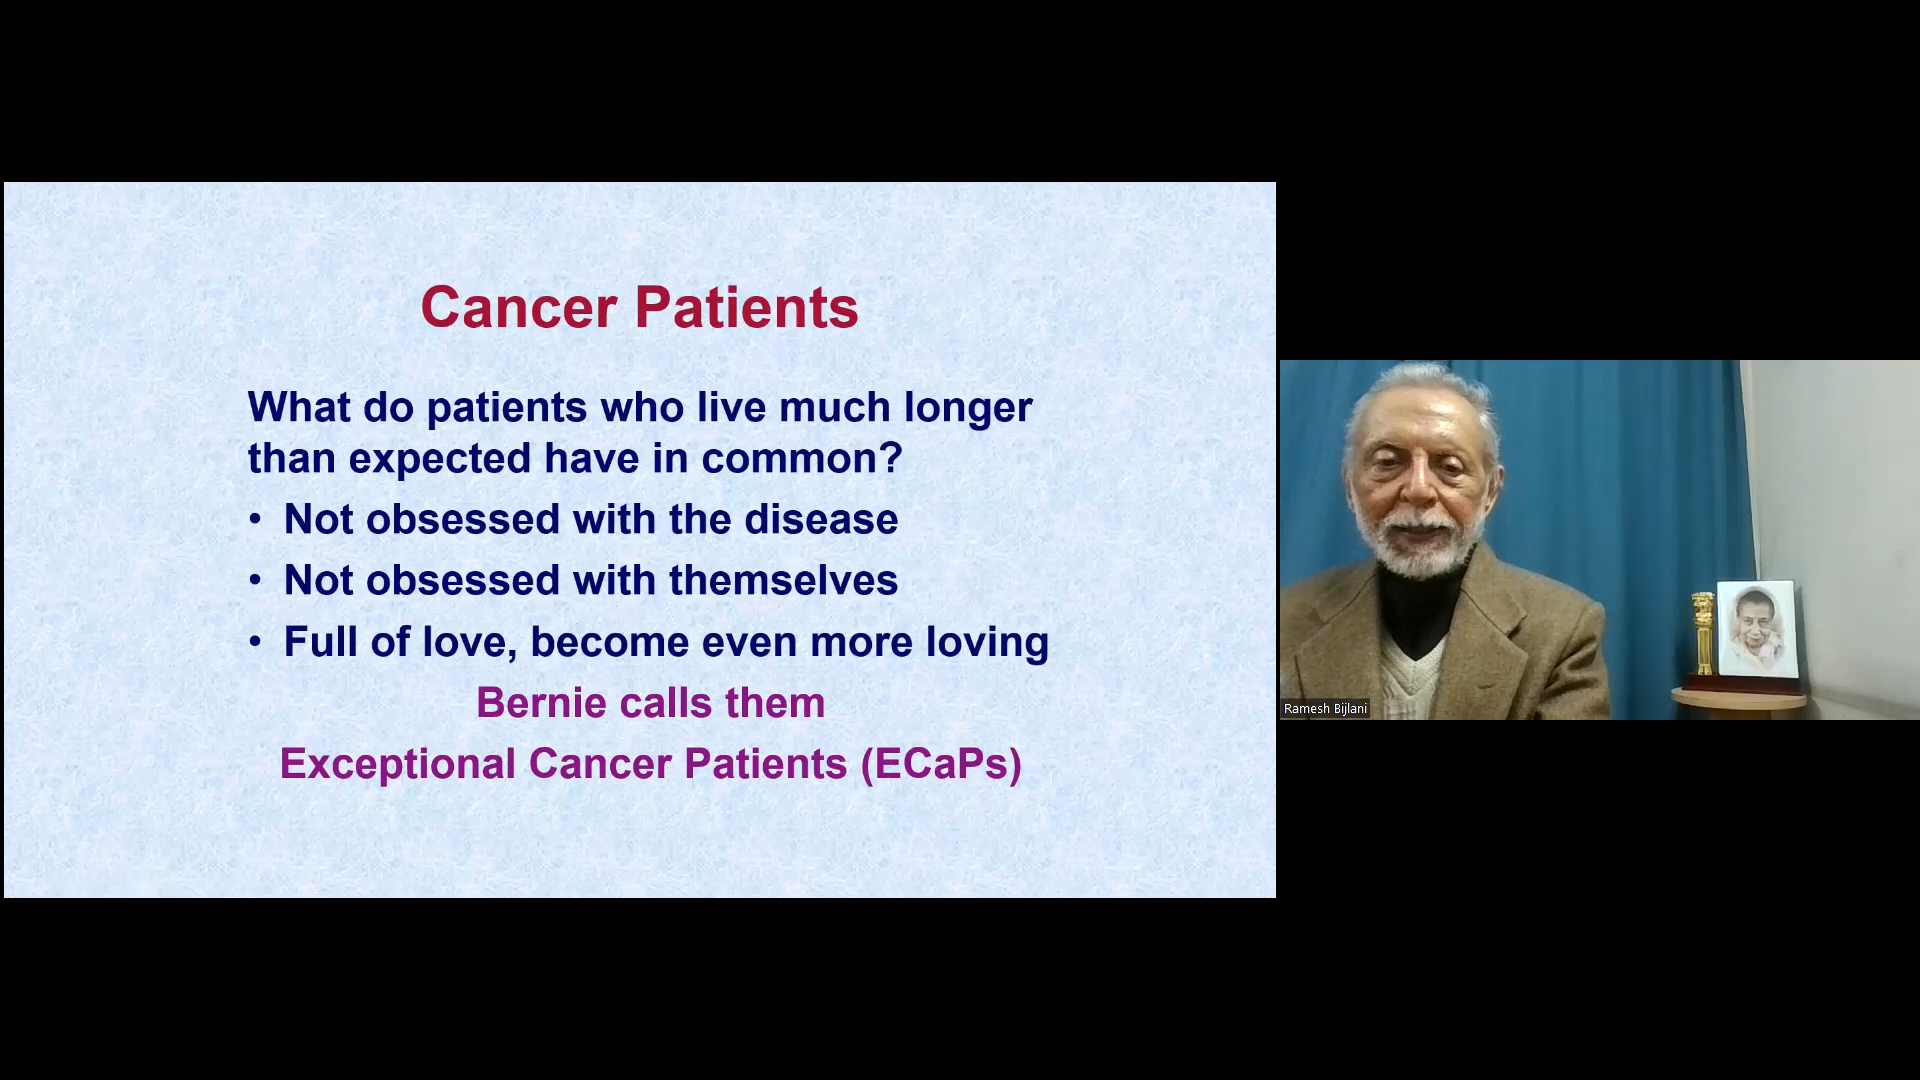 Cancer Patients
What do patients who live much longer
than expected have in common?
• Not obsessed with the disease
• Not obsessed with themselves
• Full of love, become even more loving
Bernie calls them
Exceptional Cancer Patients (ECaPs)
Ramesh Bijlani